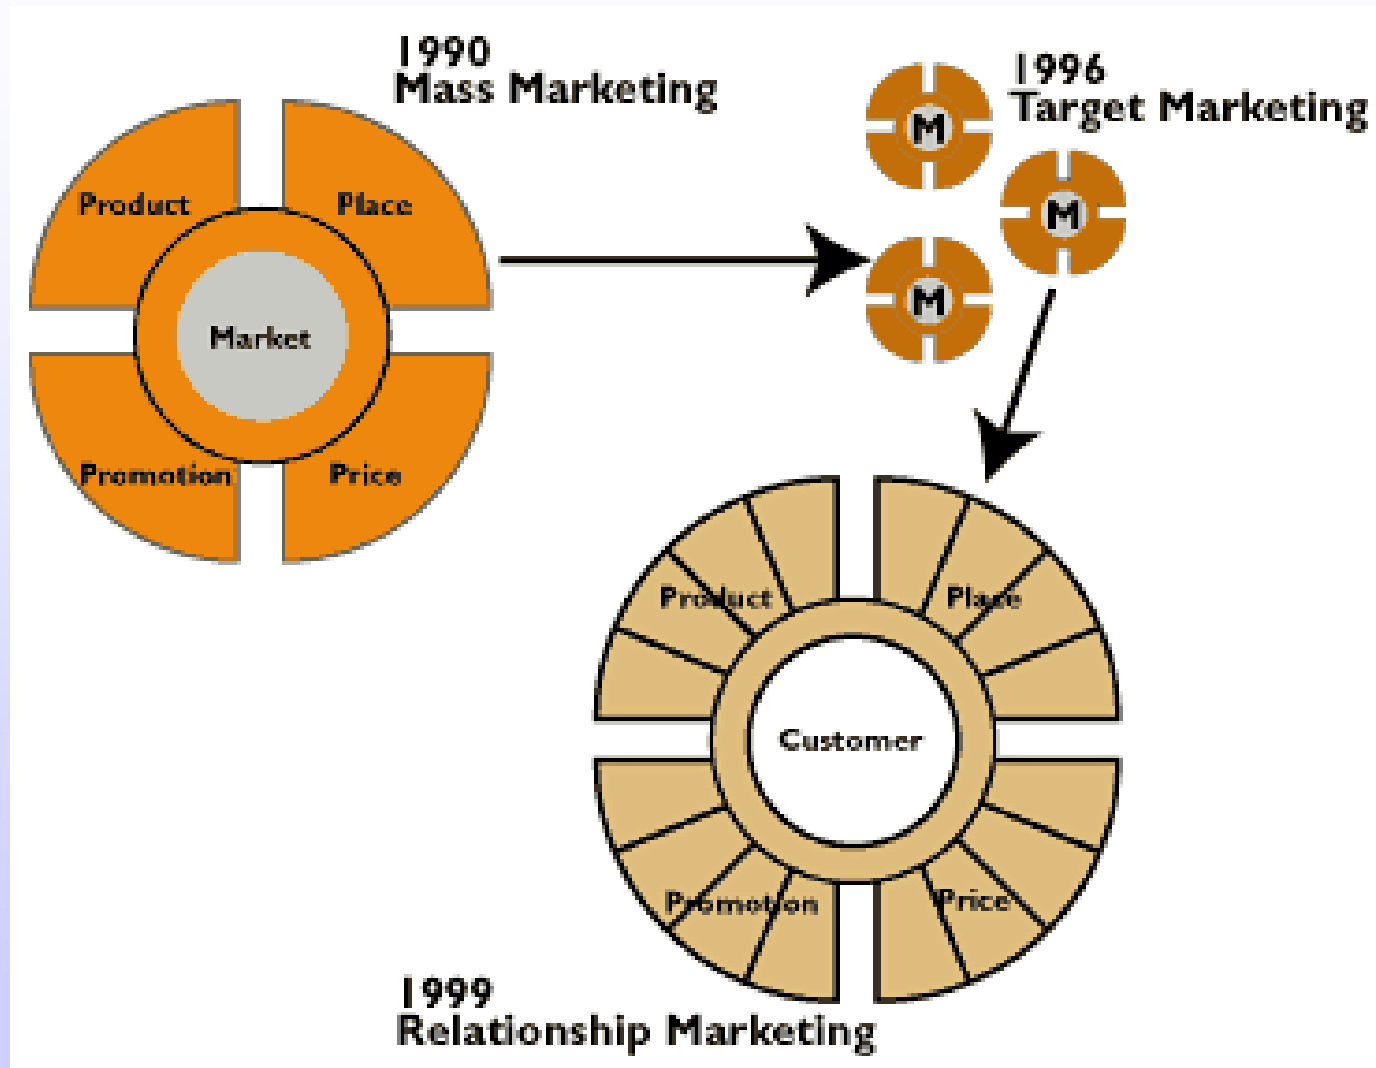 1990
Mass Marketing
Product
Place
Market
Promotion
Price
1996
Target Marketing
M
M
M
Product
Place
Customer
Promotion
Price
1999
Relationship Marketing